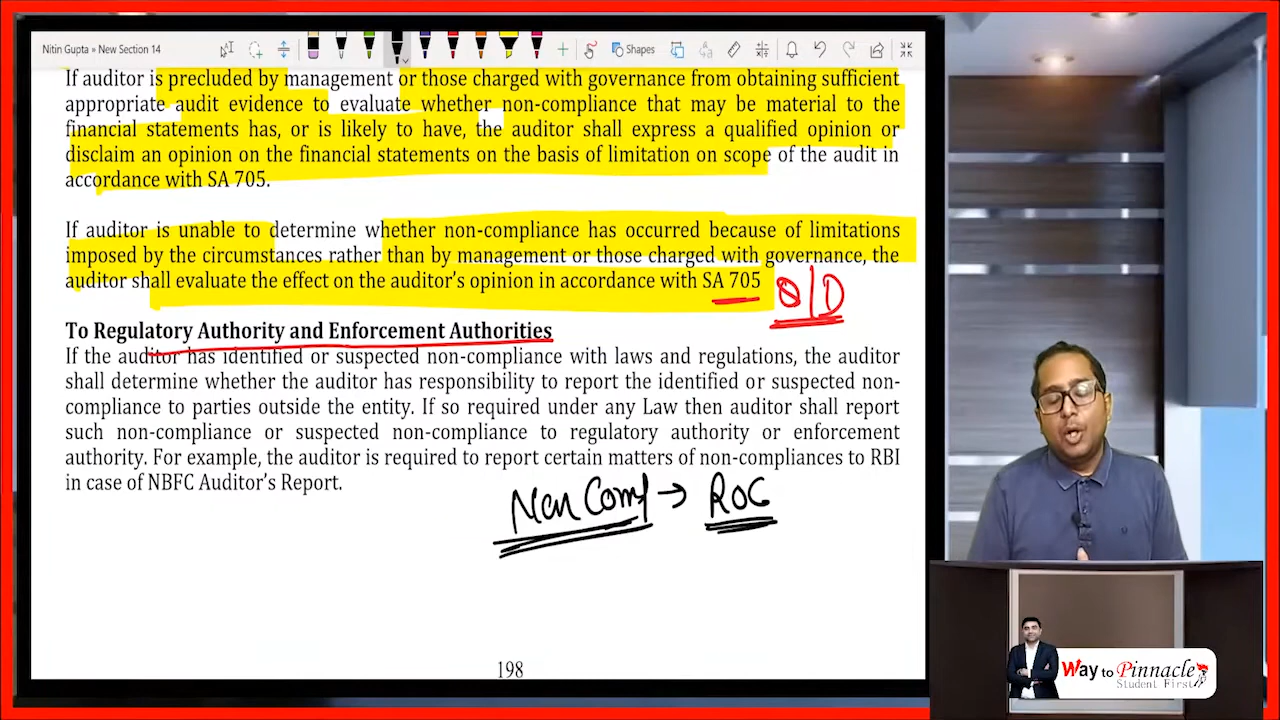 Nitin Gupta » New Section 14
Shapes
If auditor is precluded by management or those charged with governance from obtaining sufficient
appropriate audit evidence to evaluate whether non-compliance that may be material to the
financial statements has, or is likely to have, the auditor shall express a qualified opinion or
disclaim an opinion on the financial statements on the basis of limitation on scope of the audit in
accordance with SA 705.
If auditor is unable to determine whether non-compliance has occurred because of limitations
imposed by the circumstances rather than by management or those charged with governance, the
auditor shall evaluate the effect on the auditor's opinion in accordance with SA 705
Q/D
To Regulatory Authority and Enforcement Authorities
If the auditor has identified or suspected non-compliance with laws and regulations, the auditor
shall determine whether the auditor has responsibility to report the identified or suspected non-
compliance to parties outside the entity. If so required under any Law then auditor shall report
such non-compliance or suspected non-compliance to regulatory authority or enforcement
authority. For example, the auditor is required to report certain matters of non-compliances to RBI
in case of NBFC Auditor's Report.
Non Comp → ROC
198
Way to Pinnacle
Student First